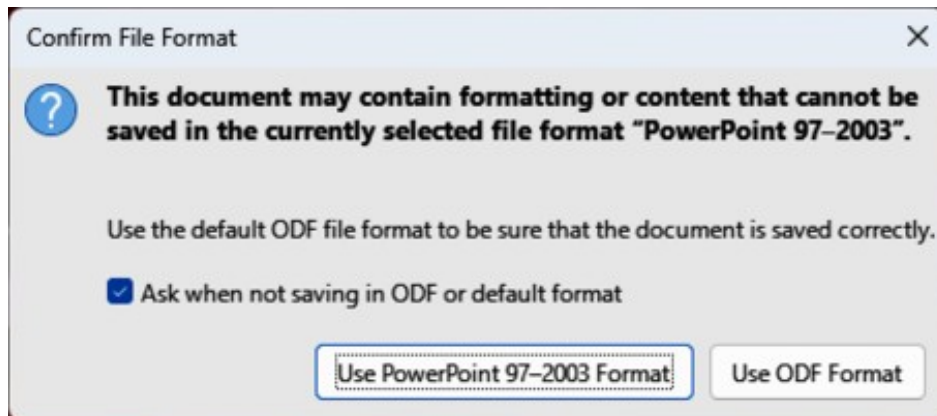 Confirm File Format
This document may contain formatting or content that cannot be
saved in the currently selected file format “PowerPoint 97–2003”.
Use the default ODF file format to be sure that the document is saved correctly.
Ask when not saving in ODF or default format
Use PowerPoint 97–2003 Format
Use ODF Format